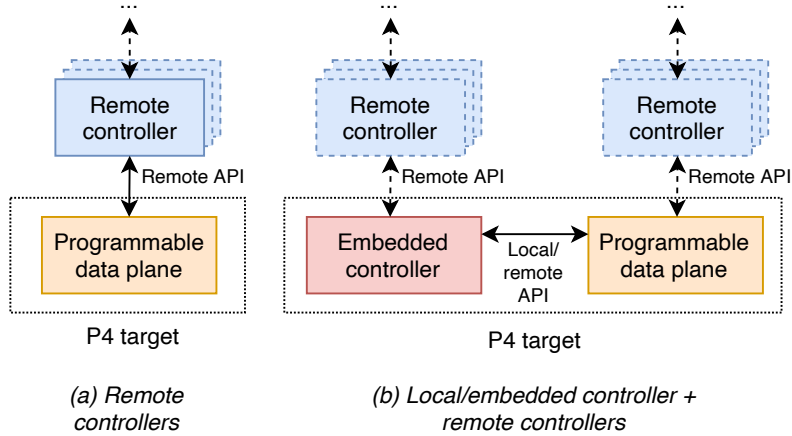 ...
Remote
controller
Remote API
Programmable
data plane
P4 target
(a) Remote
controllers
...
Remote
controller
Remote API
...
Remote
controller
Remote API
Embedded
controller
Local/
remote
API
Programmable
data plane
P4 target
(b) Local/embedded controller +
remote controllers